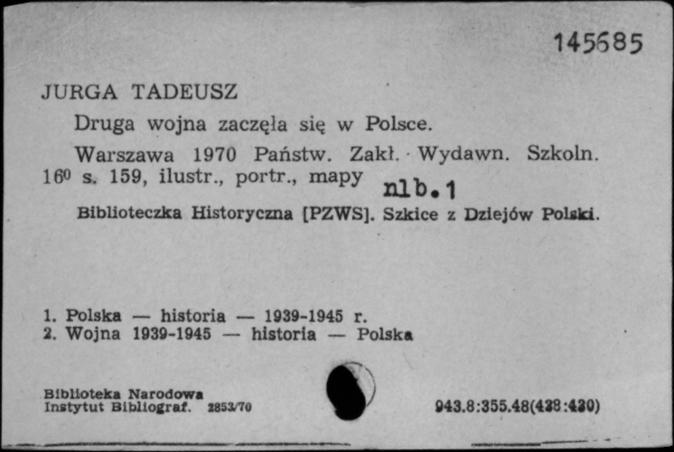 145685
JURGA TADEUSZ
Druga wojna zaczęła się w Polsce.
Warszawa 1970 Państw. Zakł. Wydawn. Szkoln.
16⁰ s. 159, ilustr., portr., mapy nlb. 1
Biblioteczka Historyczna [PZWS]. Szkice z Dziejów Polski.
1. Polska — historia — 1939-1945 r.
2. Wojna 1939-1945 — historia — Polska
Biblioteka Narodowa
Instytut Bibliograf. 2853/70
943.8:355.48(438:430)